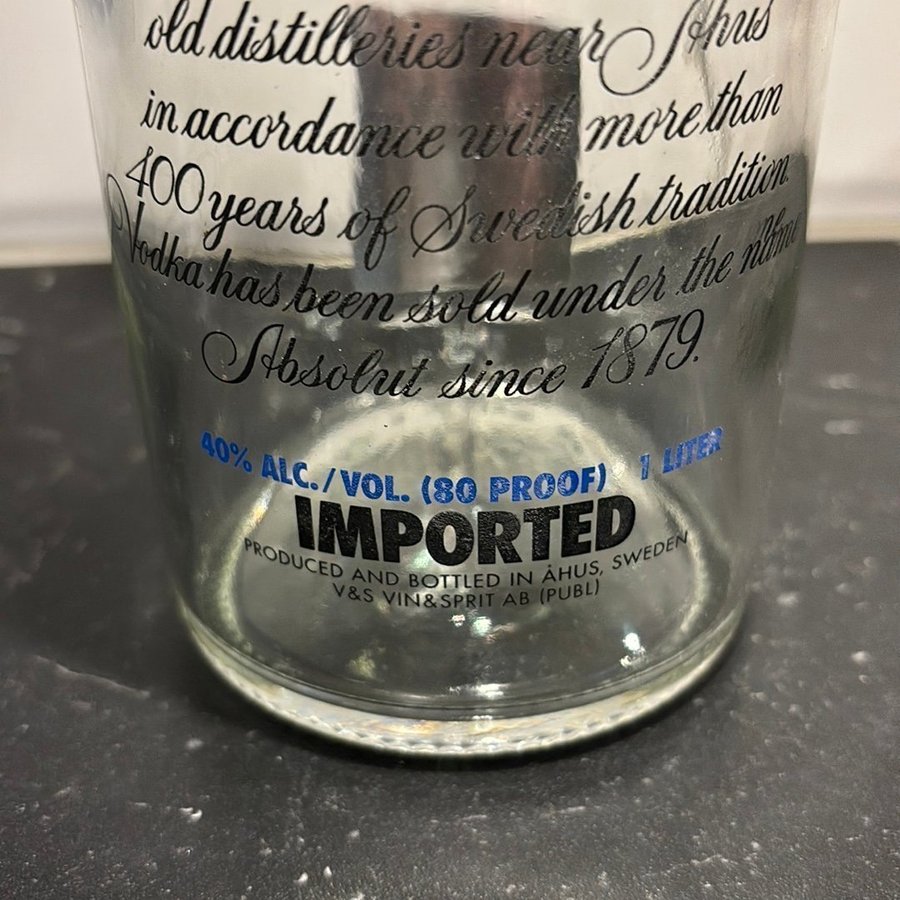 old distilleries near Åhus
in accordance with more than
400 years of Swedish tradition.
Vodka has been sold under the name
Absolut since 1879.
40% ALC./VOL. (80 PROOF) 1 LITER
IMPORTED
PRODUCED AND BOTTLED IN ÅHUS, SWEDEN
V&S VIN&SPRIT AB (PUBL)